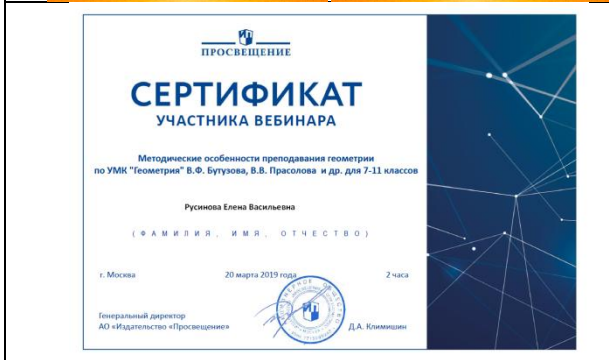 ПРОСВЕЩЕНИЕ
СЕРТИФИКАТ
УЧАСТНИКА ВЕБИНАРА
Методические особенности преподавания геометрии
по УМК "Геометрия" В.Ф. Бутузова, В.В. Прасолова и др. для 7-11 классов
Русинова Елена Васильевна
(ФАМИЛИЯ, ИМЯ, ОТЧЕСТВО)
г. Москва 20 марта 2019 года 2 часа
Генеральный директор
АО «Издательство «Просвещение» Д.А. Климишин